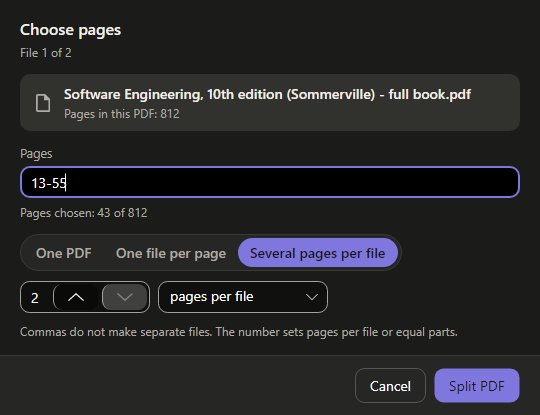 Choose pages
File 1 of 2
Software Engineering, 10th edition (Sommerville) - full book.pdf
Pages in this PDF: 812
Pages
13-55
Pages chosen: 43 of 812
One PDF One file per page Several pages per file
2 pages per file
Commas do not make separate files. The number sets pages per file or equal parts.
Cancel Split PDF